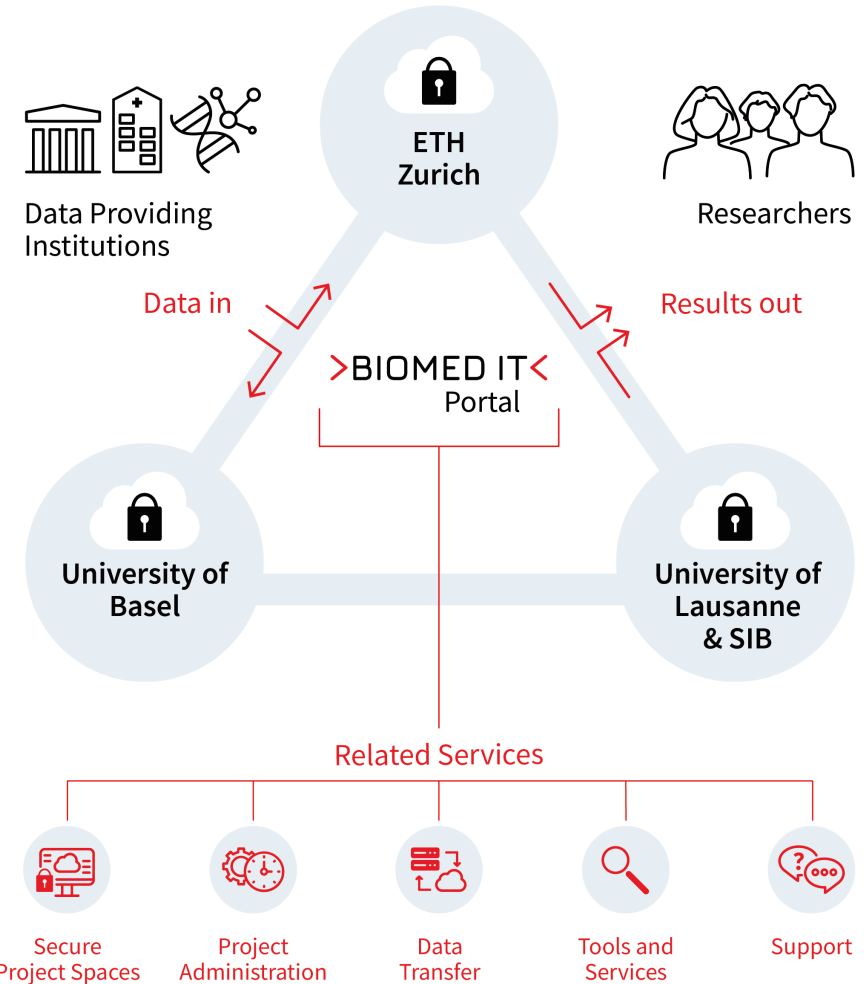 ETH
Zurich
Data Providing
Institutions
Researchers
Data in
Results out
>BIOMED IT<
Portal
University of
Basel
University of
Lausanne
& SIB
Related Services
Secure
Project Spaces
Project
Administration
Data
Transfer
Tools and
Services
Support